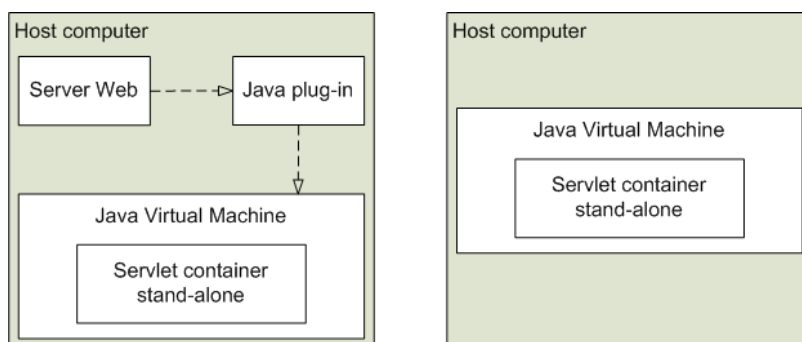 Host computer
Server Web
Java plug-in
Java Virtual Machine
Servlet container
stand-alone
Host computer
Java Virtual Machine
Servlet container
stand-alone